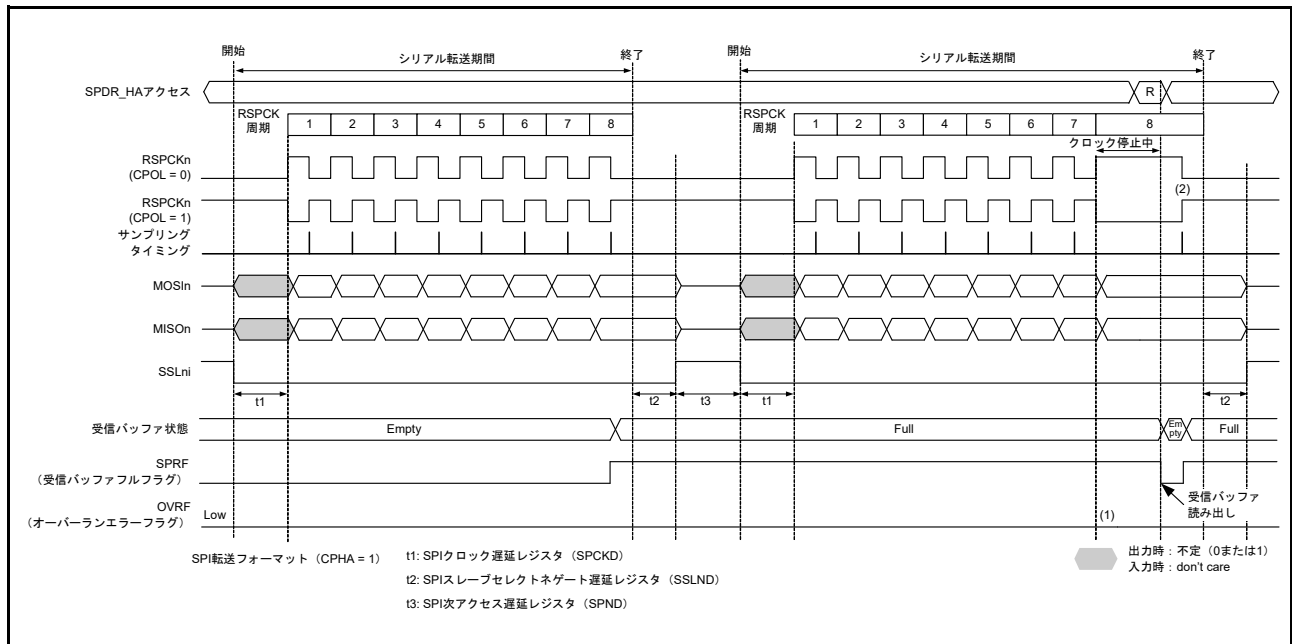 開始
シリアル転送期間
終了
開始
シリアル転送期間
終了
SPDR_HAアクセス
R
RSPCK
周期
1 2 3 4 5 6 7 8
RSPCK
周期
1 2 3 4 5 6 7 8
クロック停止中
RSPCKn
(CPOL = 0)
(2)
RSPCKn
(CPOL = 1)
サンプリング
タイミング
MOSIn
MISOn
SSLni
t1
t2
t3
t1
t2
受信バッファ状態
Empty
Full
Em
pty
Full
SPRF
(受信バッファフルフラグ)
受信バッファ
読み出し
OVRF
(オーバーランエラーフラグ)
Low
(1)
SPI転送フォーマット（CPHA = 1）
t1: SPIクロック遅延レジスタ（SPCKD）
t2: SPIスレーブセレクトネゲート遅延レジスタ（SSLND）
t3: SPI次アクセス遅延レジスタ（SPND）
出力時：不定（0または1）
入力時：don't care